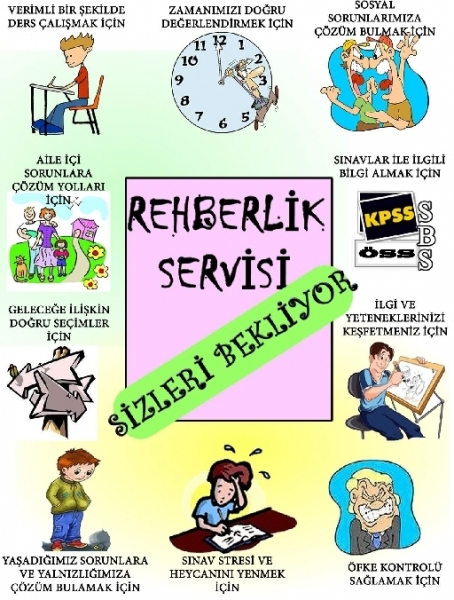 VERİMLİ BİR ŞEKİLDE
DERS ÇALIŞMAK İÇİN
ZAMANIMIZI DOĞRU
DEĞERLENDİRMEK İÇİN
SOSYAL
SORUNLARIMIZA
ÇÖZÜM BULMAK İÇİN
12
1
2
3
4
5
6
7
8
9
10
11
AİLE İÇİ
SORUNLARA
ÇÖZÜM YOLLARI
İÇİN
REHBERLİK
SERVİSİ
SİZLERİ BEKLİYOR
SINAVLAR İLE İLGİLİ
BİLGİ ALMAK İÇİN
KPSS
ÖSS
SBS
GELECEĞE İLİŞKİN
DOĞRU SEÇİMLER
İÇİN
İLGİ VE
YETENEKLERİNİZİ
KEŞFETMENİZ İÇİN
YAŞADIĞIMIZ SORUNLARA
VE YALNIZLIĞIMIZA
ÇÖZÜM BULAMAK İÇİN
SINAV STRESİ VE
HEYCANINI YENMEK
İÇİN
ÖFKE KONTROLÜ
SAĞLAMAK İÇİN